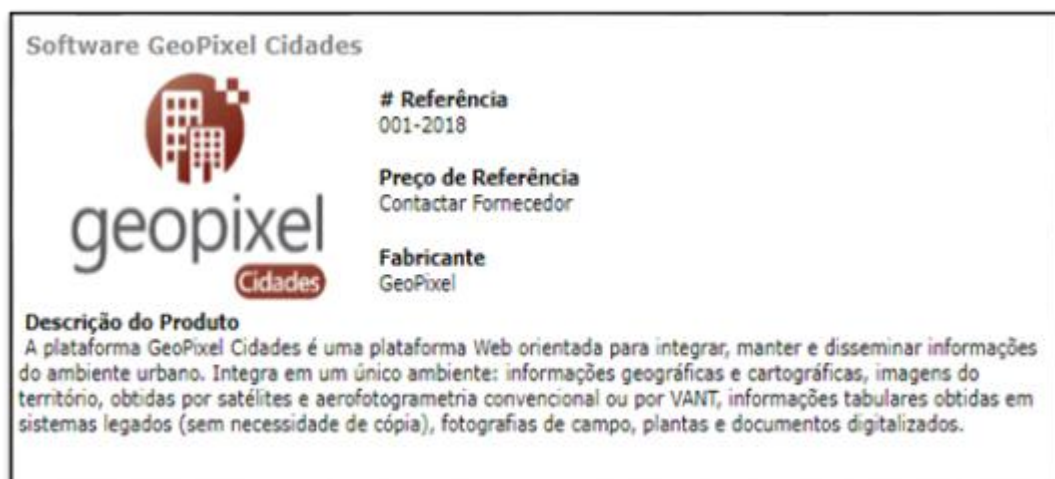 Software GeoPixel Cidades
# Referência
001-2018
Preço de Referência
Contactar Fornecedor
geopixel
Cidades
Fabricante
GeoPixel
Descrição do Produto
A plataforma GeoPixel Cidades é uma plataforma Web orientada para integrar, manter e disseminar informações
do ambiente urbano. Integra em um único ambiente: informações geográficas e cartográficas, imagens do
território, obtidas por satélites e aerofotogrametria convencional ou por VANT, informações tabulares obtidas em
sistemas legados (sem necessidade de cópia), fotografias de campo, plantas e documentos digitalizados.